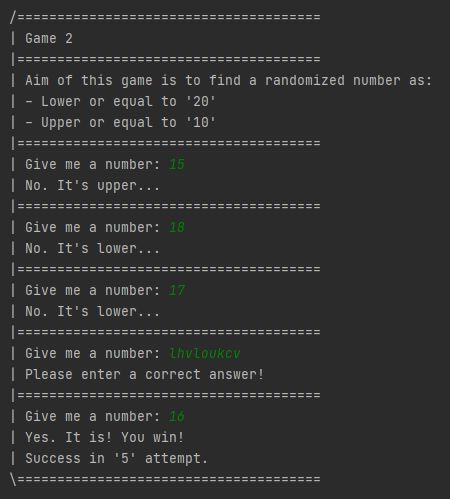 /======================================
| Game 2
|======================================
| Aim of this game is to find a randomized number as:
| - Lower or equal to '20'
| - Upper or equal to '10'
|======================================
| Give me a number: 15
| No. It's upper...
|======================================
| Give me a number: 18
| No. It's lower...
|======================================
| Give me a number: 17
| No. It's lower...
|======================================
| Give me a number: lhvloukcv
| Please enter a correct answer!
|======================================
| Give me a number: 16
| Yes. It is! You win!
| Success in '5' attempt.
\======================================